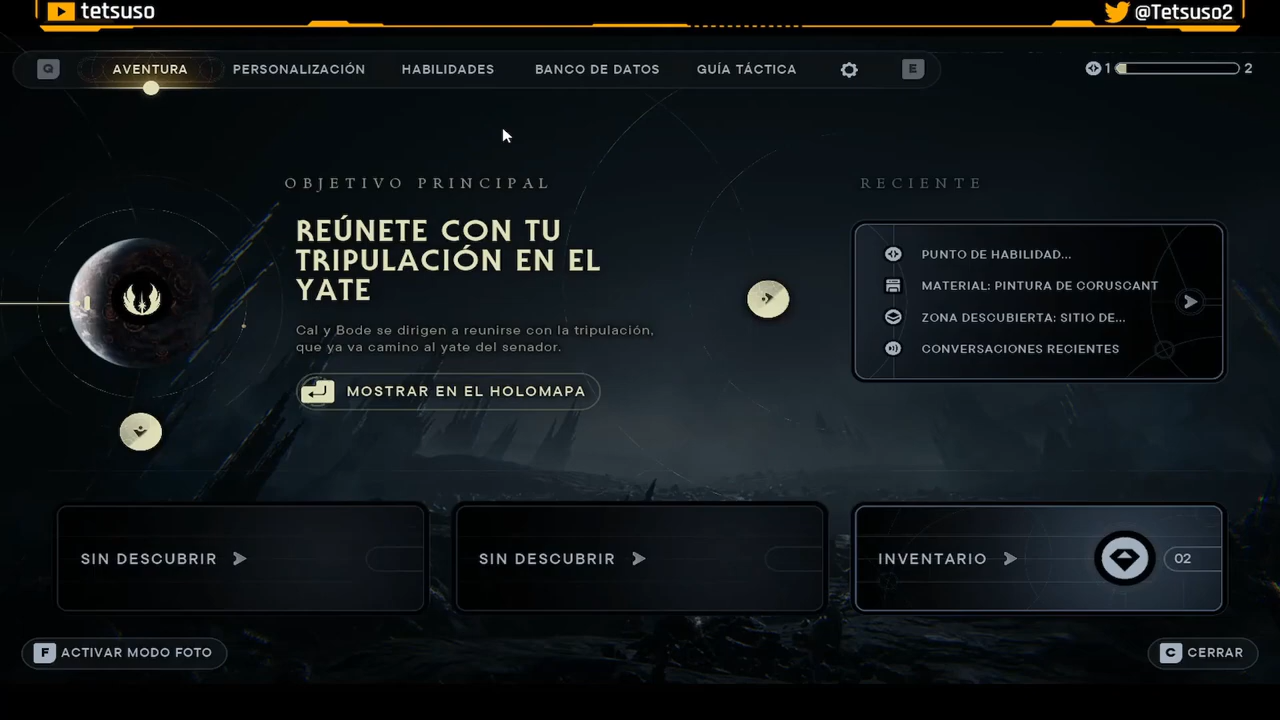 tetsuso
@Tetsuso2
Q
AVENTURA
PERSONALIZACIÓN
HABILIDADES
BANCO DE DATOS
GUÍA TÁCTICA
E
1
2
OBJETIVO PRINCIPAL
REÚNETE CON TU
TRIPULACIÓN EN EL
YATE
Cal y Bode se dirigen a reunirse con la tripulación,
que ya va camino al yate del senador.
MOSTRAR EN EL HOLOMAPA
RECIENTE
PUNTO DE HABILIDAD...
MATERIAL: PINTURA DE CORUSCANT
ZONA DESCUBIERTA: SITIO DE...
CONVERSACIONES RECIENTES
SIN DESCUBRIR
SIN DESCUBRIR
INVENTARIO
02
F ACTIVAR MODO FOTO
C CERRAR